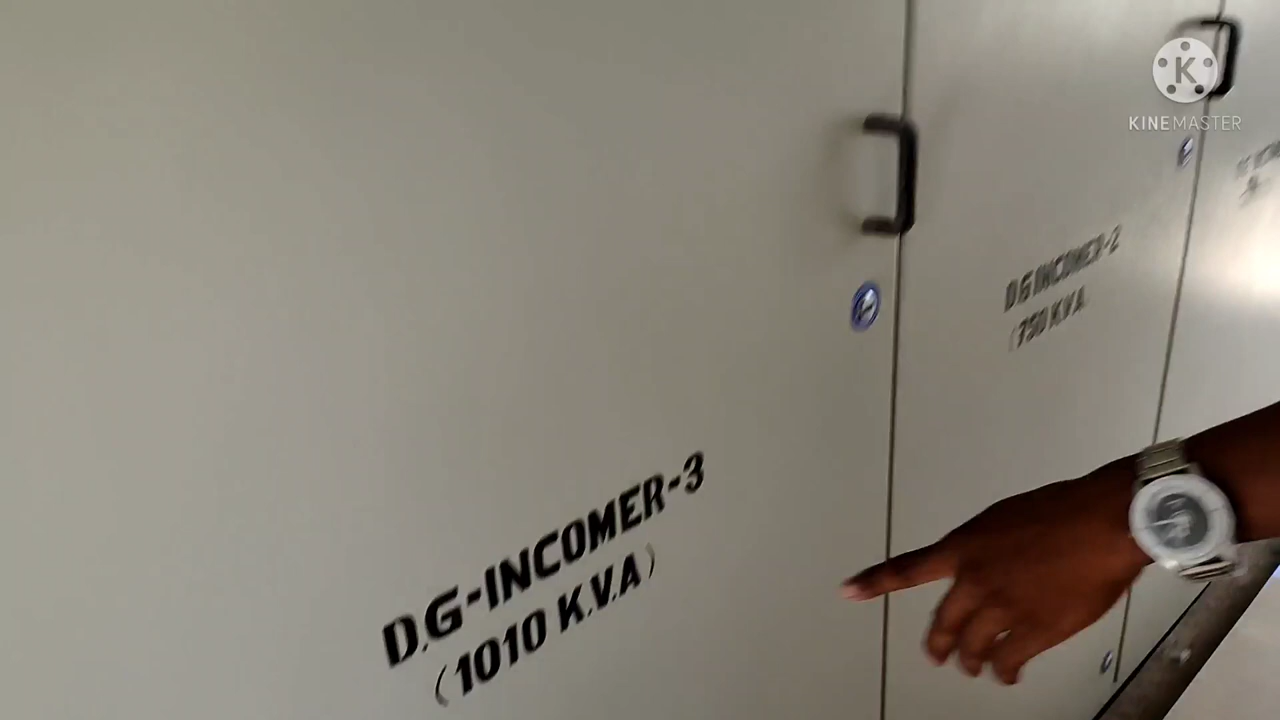 D.G-INCOMER-3
(1010 K.V.A)
D.G INCOMER-2
(750 K.V.A
K
KINEMASTER